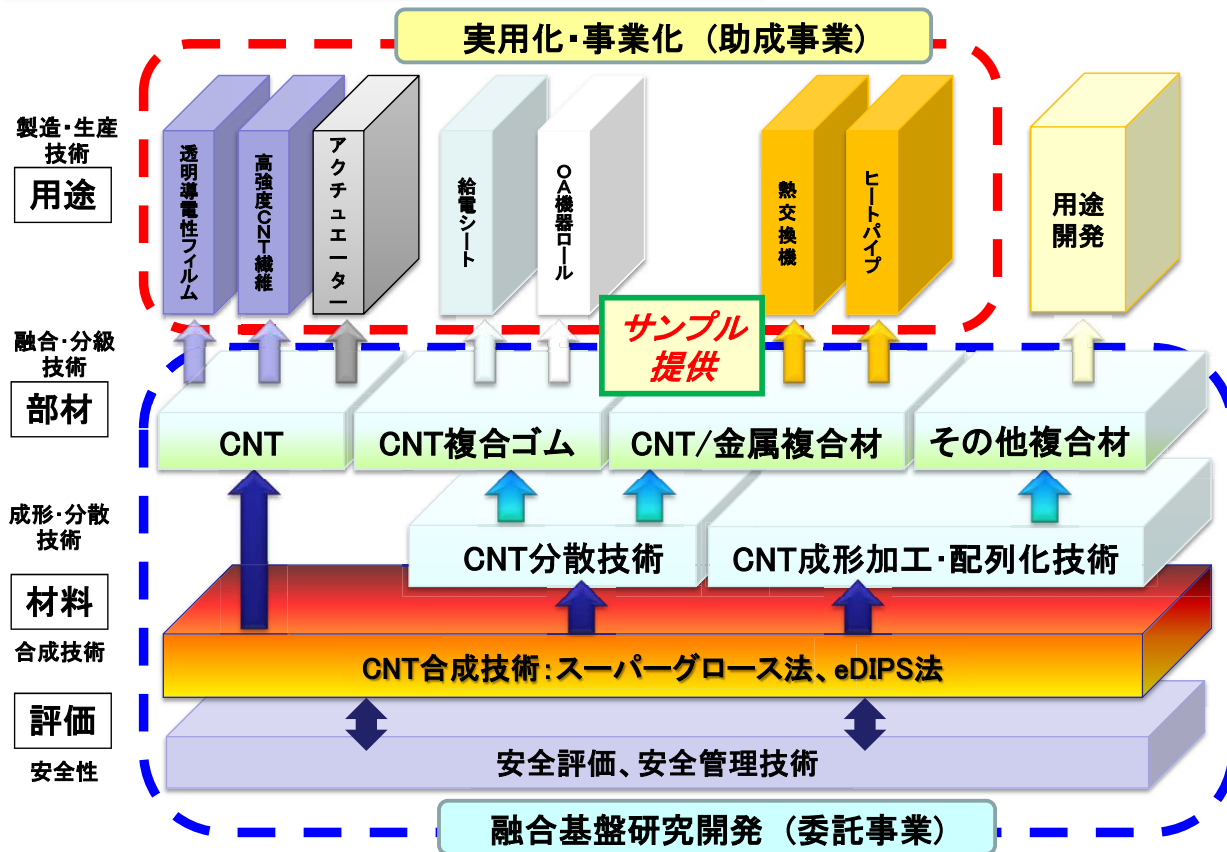 実用化・事業化 (助成事業)
製造・生産
技術
用途
透明導電性フィルム
高強度CNT繊維
アクチュエーター
給電シート
OA機器ロール
熱交換機
ヒートパイプ
用途
開発
サンプル
提供
融合・分級
技術
部材
CNT
CNT複合ゴム
CNT/金属複合材
その他複合材
成形・分散
技術
CNT分散技術
CNT成形加工・配列化技術
材料
合成技術
CNT合成技術:スーパーグロース法、eDIPS法
評価
安全性
安全評価、安全管理技術
融合基盤研究開発 (委託事業)